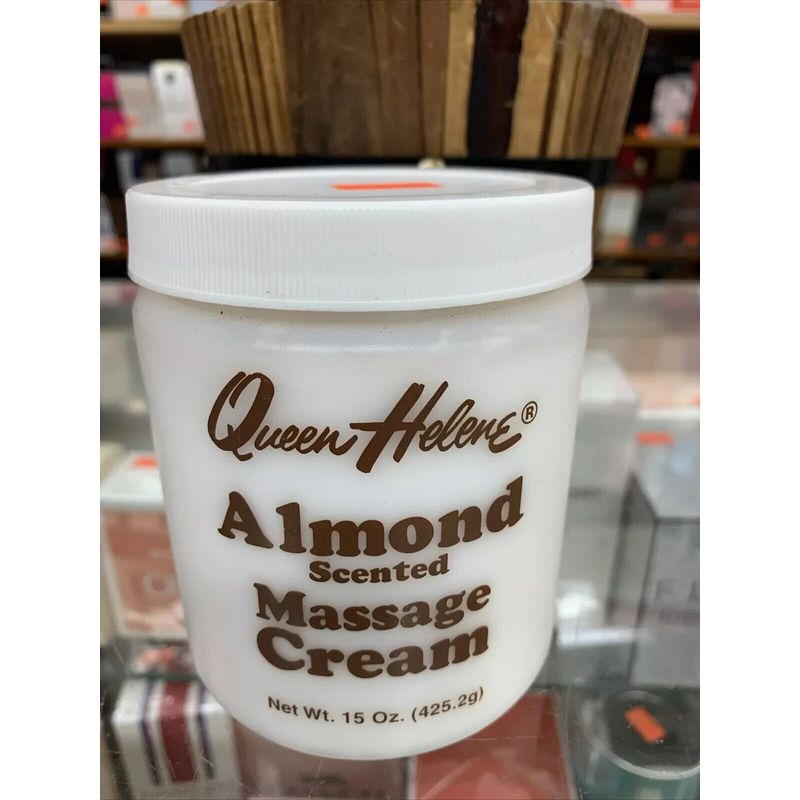 Queen Helene®
Almond
Scented
Massage
Cream
Net Wt. 15 Oz. (425.2g)